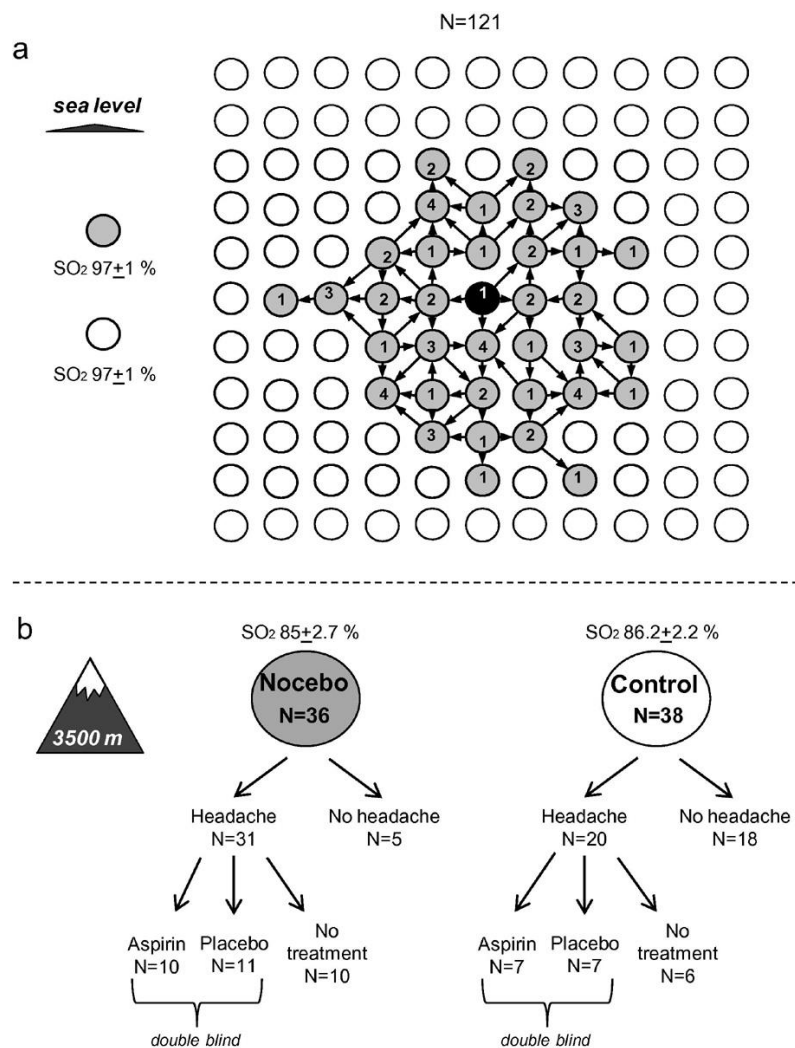 N=121
a
sea level
SO2 97±1 %
SO2 97±1 %
2 2
4 1 2 3
2 1 1 2 1 1
1 3 2 2 1 2 2
1 3 4 1 3 1
4 1 2 1 4 1
3 1 2
1 1
b
3500 m
SO2 85±2.7 %
Nocebo
N=36
Headache
N=31
No headache
N=5
Aspirin
N=10
Placebo
N=11
No
treatment
N=10
double blind
SO2 86.2±2.2 %
Control
N=38
Headache
N=20
No headache
N=18
Aspirin
N=7
Placebo
N=7
No
treatment
N=6
double blind